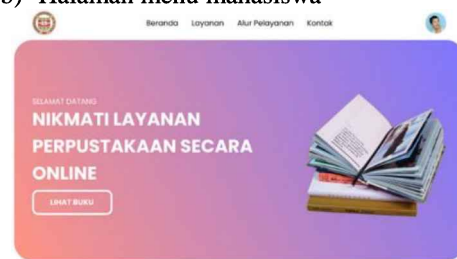 b) Halaman menu mahasiswa
Beranda Layanan Alur Pelayanan Kontak
SELAMAT DATANG
NIKMATI LAYANAN
PERPUSTAKAAN SECARA
ONLINE
LIHAT BUKU